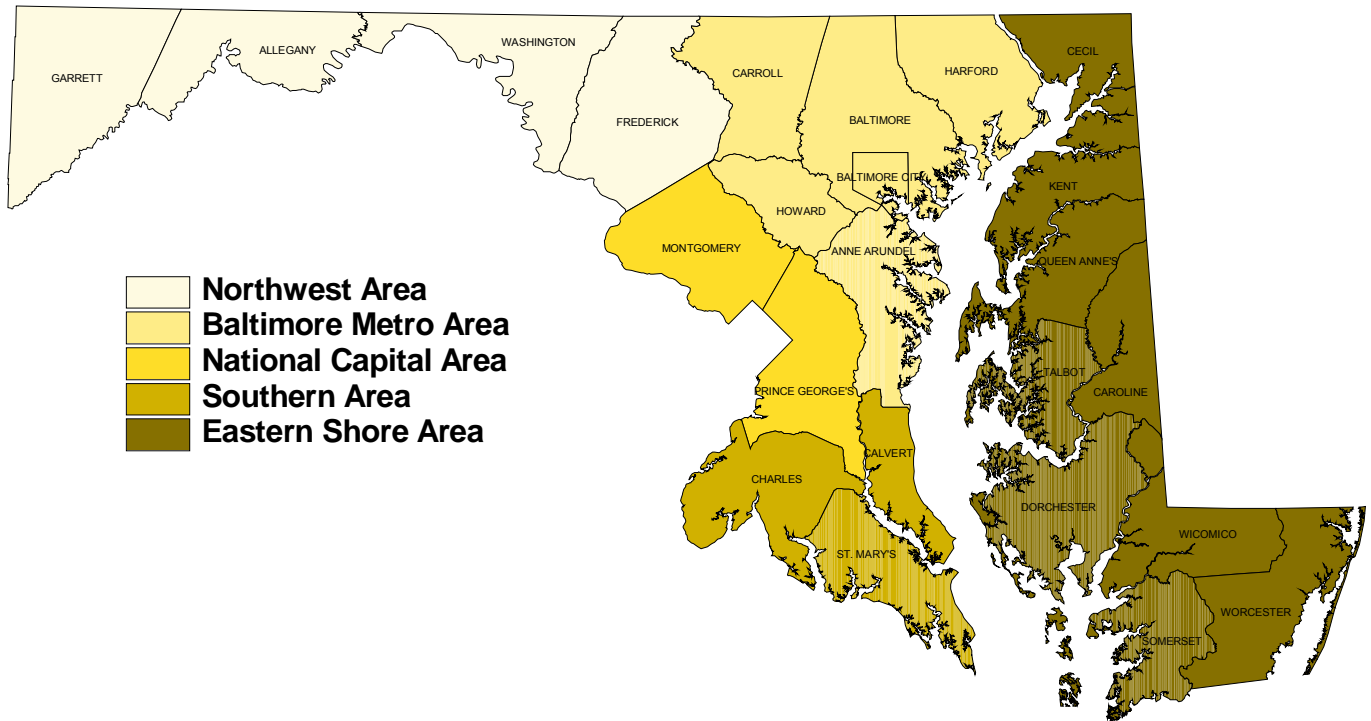 GARRETT
ALLEGANY
WASHINGTON
FREDERICK
CARROLL
BALTIMORE
HARFORD
CECIL
BALTIMORE CITY
KENT
HOWARD
MONTGOMERY
ANNE ARUNDEL
QUEEN ANNE'S
Northwest Area
Baltimore Metro Area
National Capital Area
Southern Area
Eastern Shore Area
PRINCE GEORGE'S
TALBOT
CAROLINE
CALVERT
CHARLES
DORCHESTER
WICOMICO
ST. MARY'S
WORCESTER
SOMERSET